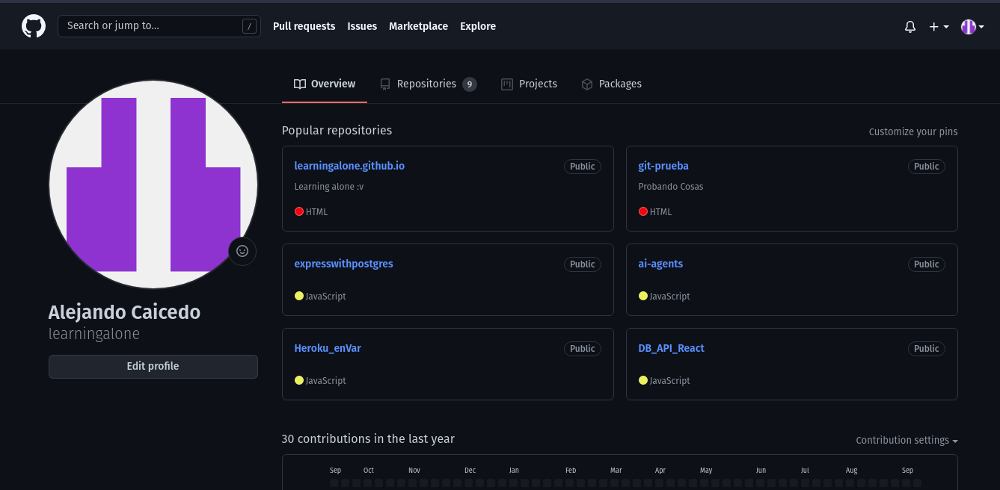 Search or jump to... / Pull requests Issues Marketplace Explore
Overview Repositories 9 Projects Packages
Popular repositories Customize your pins
learningalone.github.io Public
Learning alone :v
HTML
git-prueba Public
Probando Cosas
HTML
expresswithpostgres Public
JavaScript
ai-agents Public
JavaScript
Heroku_enVar Public
JavaScript
DB_API_React Public
JavaScript
Alejando Caicedo
learningalone
Edit profile
30 contributions in the last year Contribution settings
Sep Oct Nov Dec Jan Feb Mar Apr May Jun Jul Aug Sep